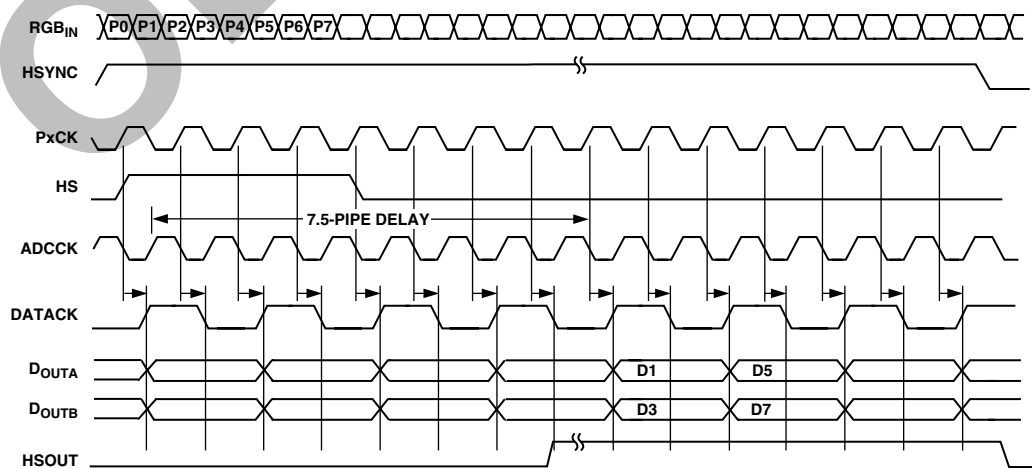 RGBIN P0 P1 P2 P3 P4 P5 P6 P7
HSYNC
PxCK
HS
7.5-PIPE DELAY
ADCCK
DATACK
DOUTA D1 D5
DOUTB D3 D7
HSOUT